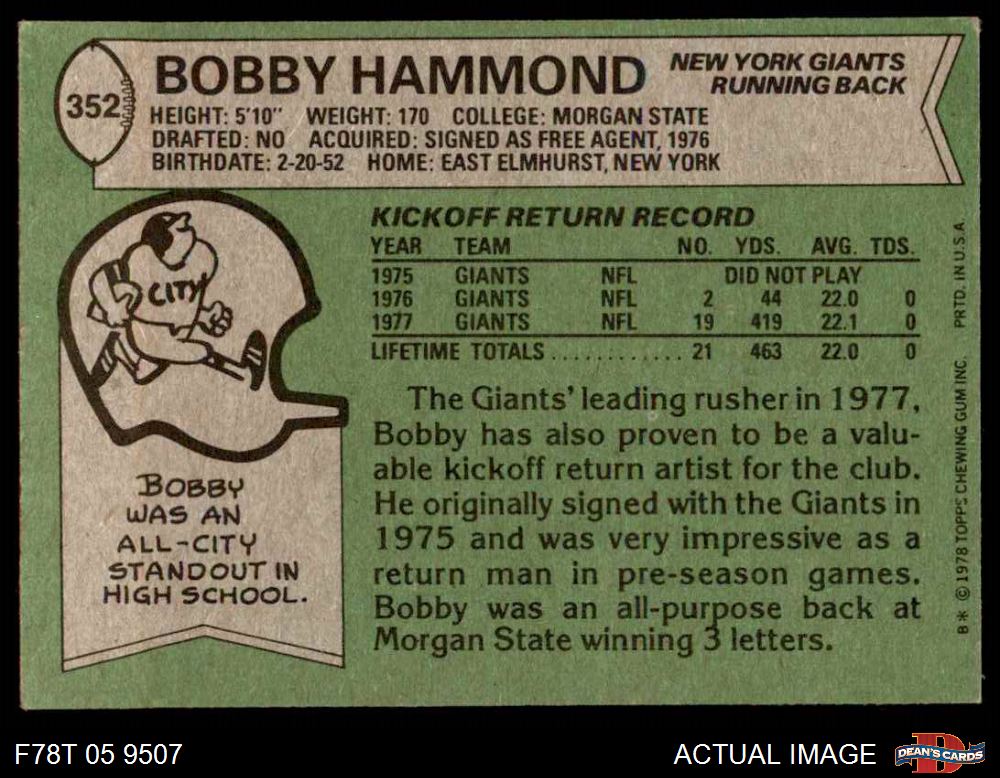 352
BOBBY HAMMOND
NEW YORK GIANTS
RUNNING BACK
HEIGHT: 5'10" WEIGHT: 170 COLLEGE: MORGAN STATE
DRAFTED: NO ACQUIRED: SIGNED AS FREE AGENT, 1976
BIRTHDATE: 2-20-52 HOME: EAST ELMHURST, NEW YORK
CITY
BOBBY
WAS AN
ALL-CITY
STANDOUT IN
HIGH SCHOOL.
KICKOFF RETURN RECORD
YEAR TEAM NO. YDS. AVG. TDS.
1975 GIANTS NFL DID NOT PLAY
1976 GIANTS NFL 2 44 22.0 0
1977 GIANTS NFL 19 419 22.1 0
LIFETIME TOTALS ............ 21 463 22.0 0
The Giants' leading rusher in 1977,
Bobby has also proven to be a valu-
able kickoff return artist for the club.
He originally signed with the Giants in
1975 and was very impressive as a
return man in pre-season games.
Bobby was an all-purpose back at
Morgan State winning 3 letters.
B* © 1978 TOPPS CHEWING GUM INC. PRTD. IN U.S.A.
F78T 05 9507
ACTUAL IMAGE
D
DEAN'S CARDS